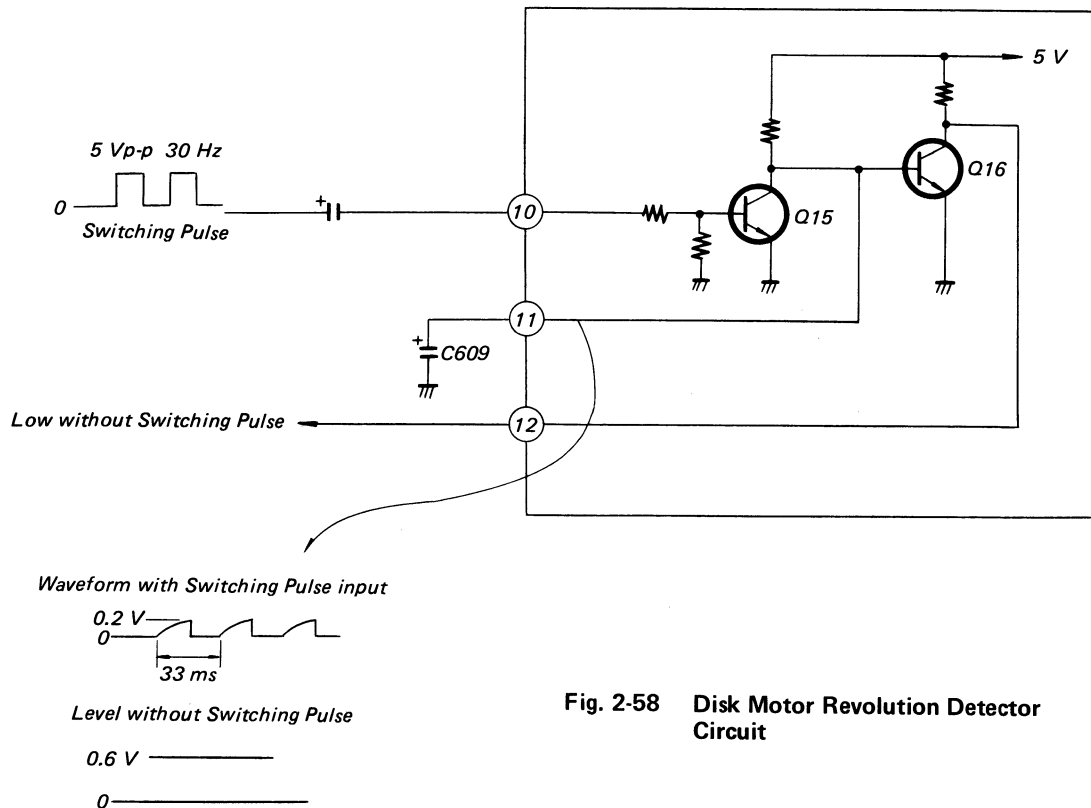 5 V
5 Vp-p 30 Hz
0
Switching Pulse
+
10
Q15
Q16
11
+
C609
Low without Switching Pulse
12
Waveform with Switching Pulse input
0.2 V
0
33 ms
Level without Switching Pulse
0.6 V
0
Fig. 2-58 Disk Motor Revolution Detector
Circuit